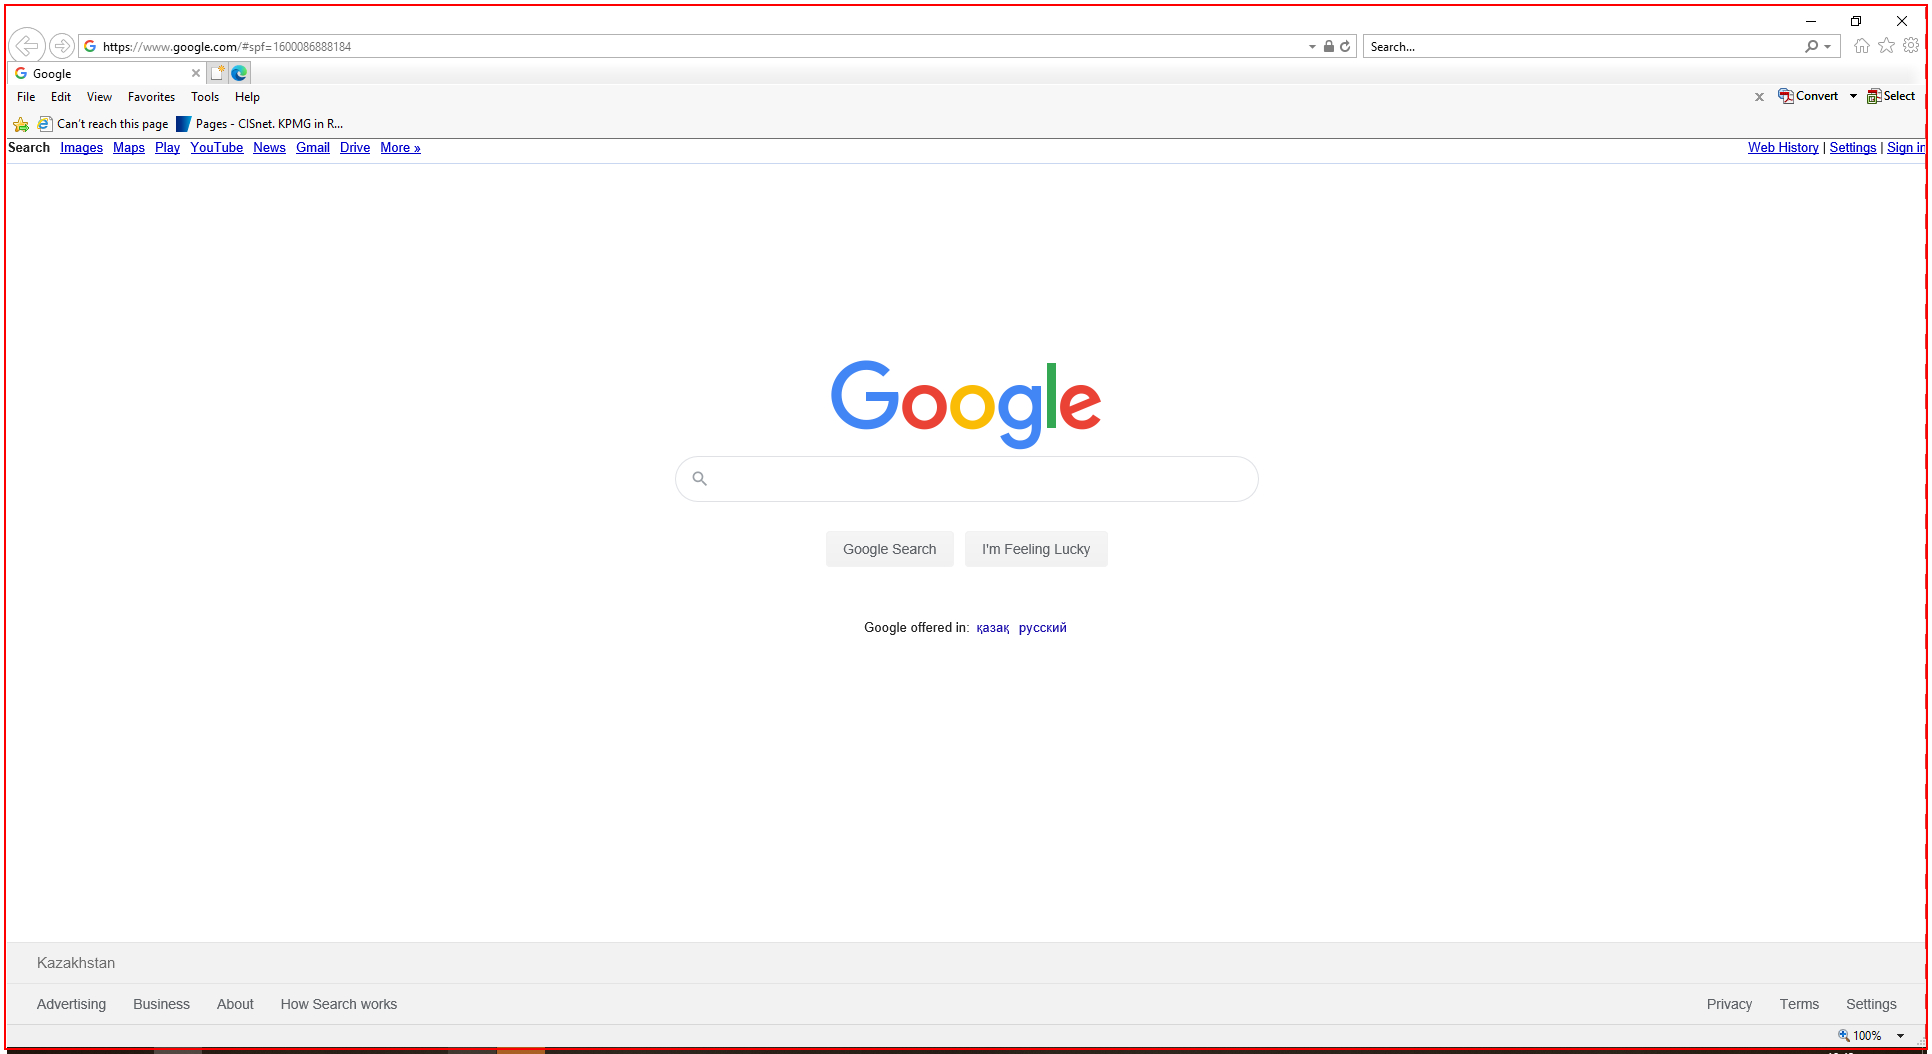 https://www.google.com/#spf=1600086888184
Search...
Google
File Edit View Favorites Tools Help
Convert Select
Can't reach this page Pages - CISnet. KPMG in R...
Search Images Maps Play YouTube News Gmail Drive More »
Web History | Settings | Sign in
Google
Google Search I'm Feeling Lucky
Google offered in: қазақ русский
Kazakhstan
Advertising Business About How Search works
Privacy Terms Settings
100%